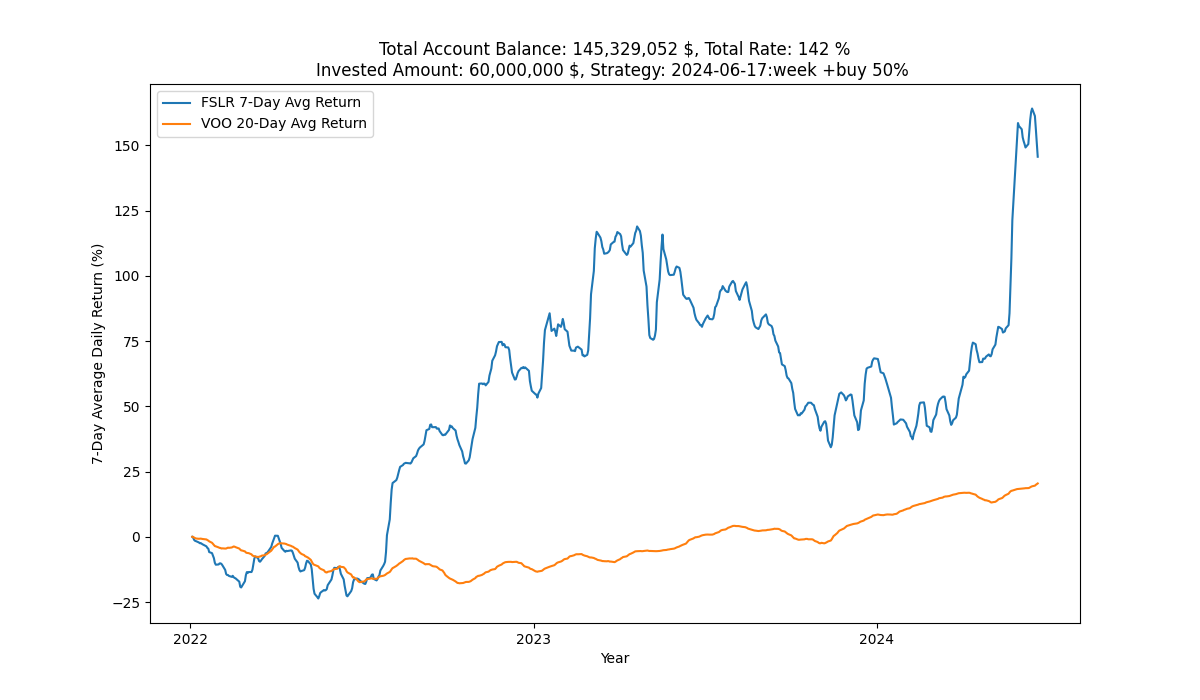 Total Account Balance: 145,329,052 $, Total Rate: 142 %
Invested Amount: 60,000,000 $, Strategy: 2024-06-17:week +buy 50%
FSLR 7-Day Avg Return
VOO 20-Day Avg Return
7-Day Average Daily Return (%)
150
125
100
75
50
25
0
−25
2022
2023
2024
Year